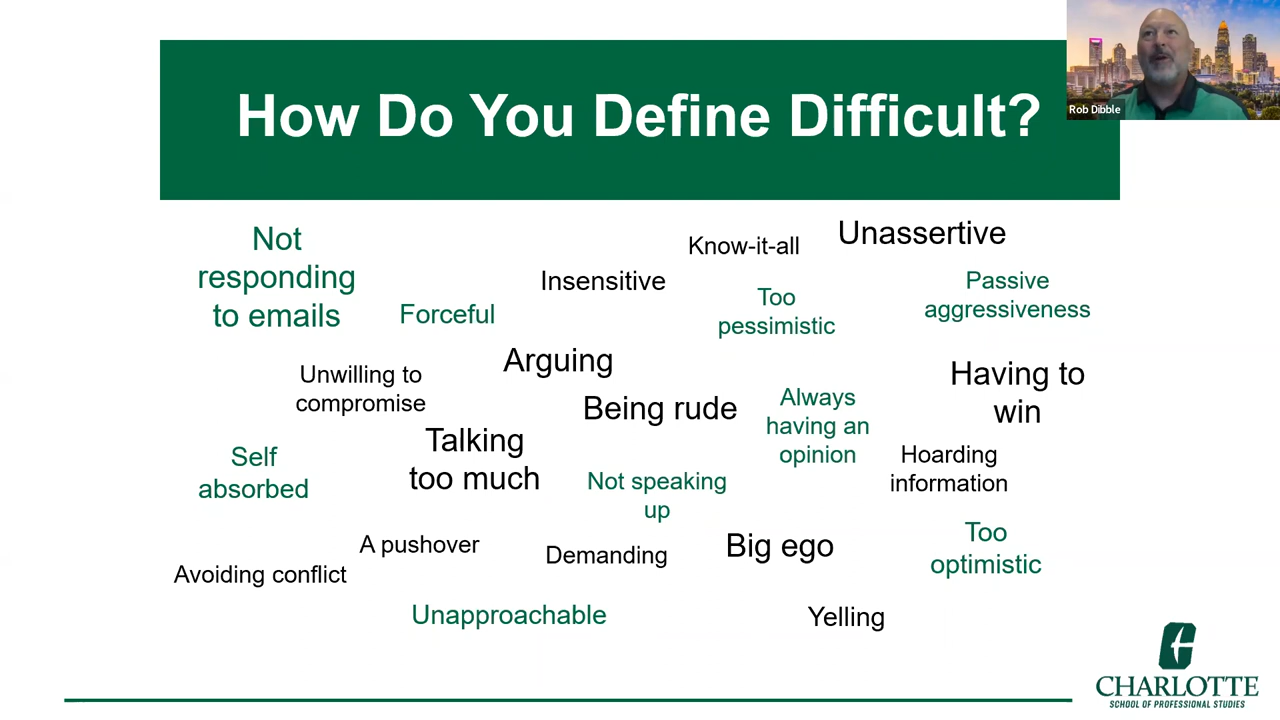 How Do You Define Difficult?
Rob Dibble
Not
responding
to emails
Forceful
Insensitive
Know-it-all
Unassertive
Too
pessimistic
Passive
aggressiveness
Unwilling to
compromise
Arguing
Being rude
Always
having an
opinion
Having to
win
Self
absorbed
Talking
too much
Not speaking
up
Hoarding
information
Avoiding conflict
A pushover
Demanding
Big ego
Too
optimistic
Unapproachable
Yelling
CHARLOTTE
SCHOOL OF PROFESSIONAL STUDIES